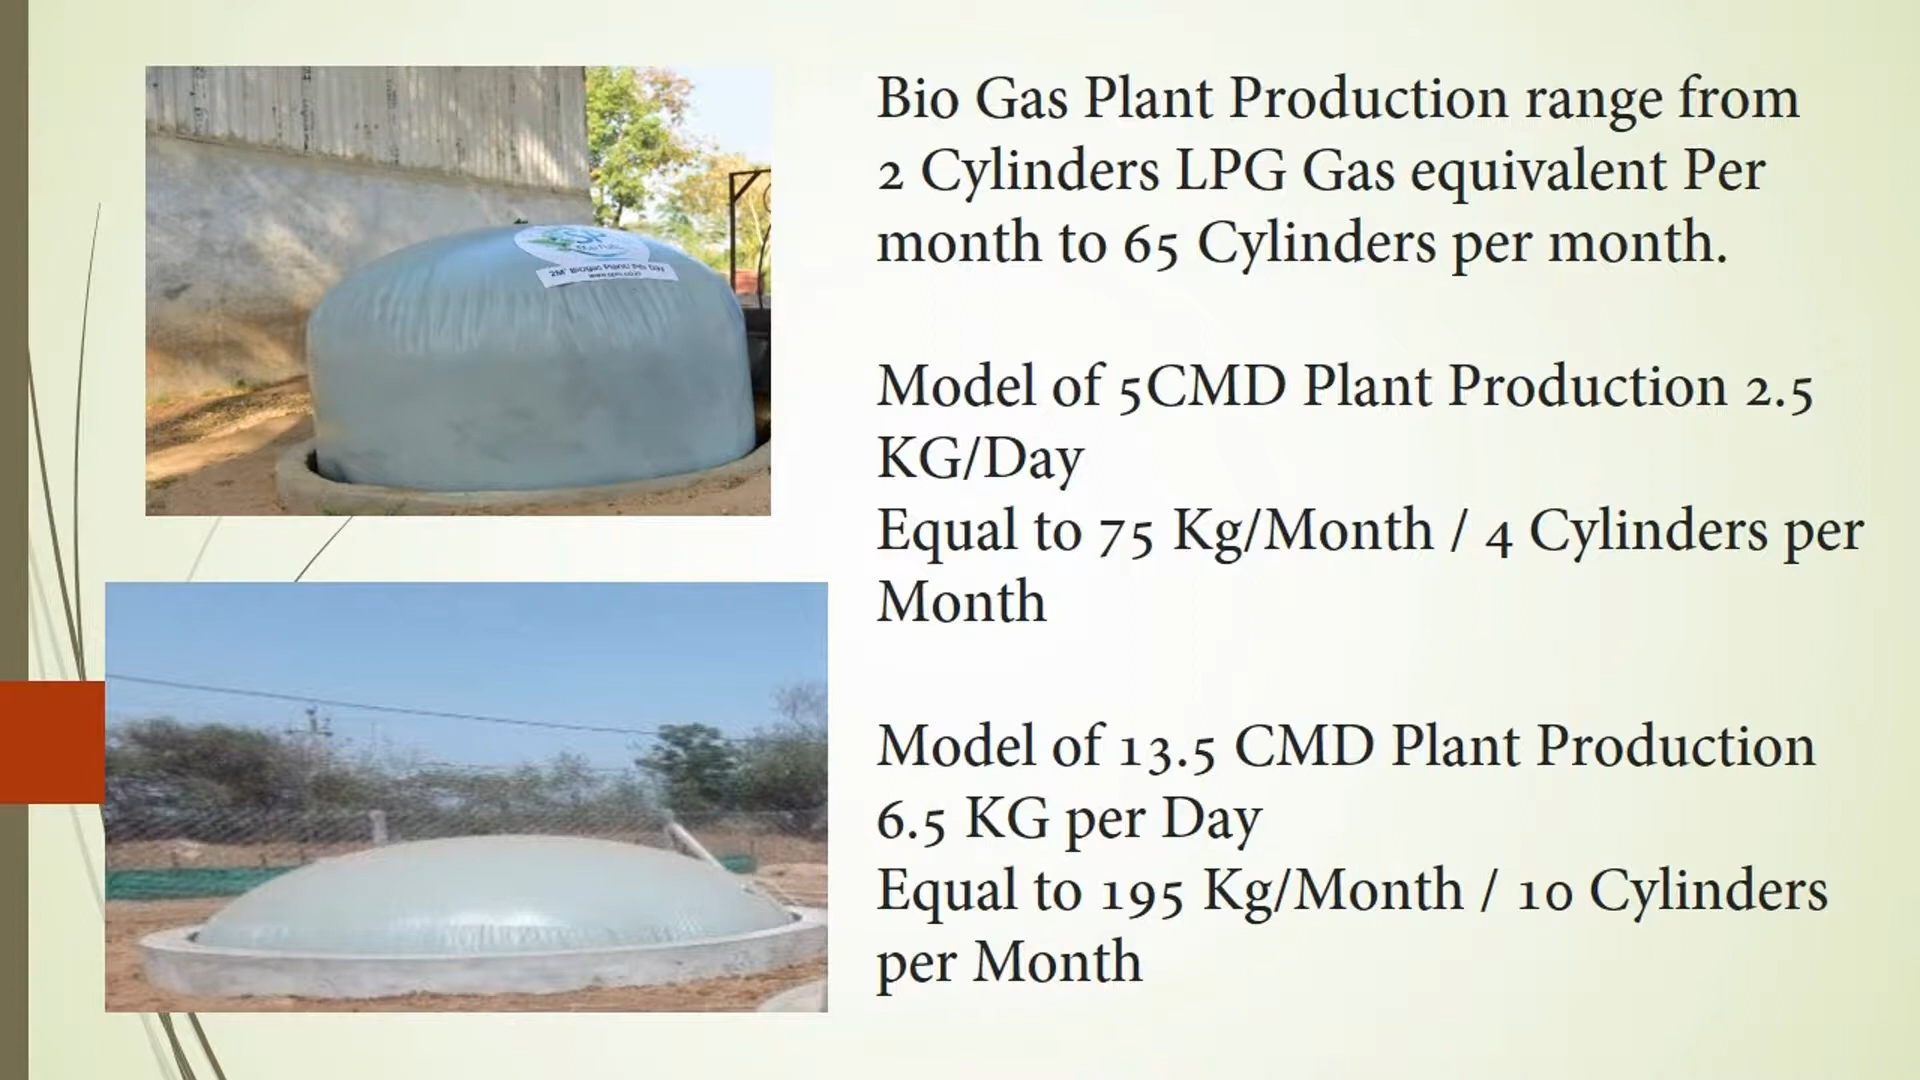 Bio Gas Plant Production range from
2 Cylinders LPG Gas equivalent Per
month to 65 Cylinders per month.
Model of 5CMD Plant Production 2.5
KG/Day
Equal to 75 Kg/Month / 4 Cylinders per
Month
Model of 13.5 CMD Plant Production
6.5 KG per Day
Equal to 195 Kg/Month / 10 Cylinders
per Month